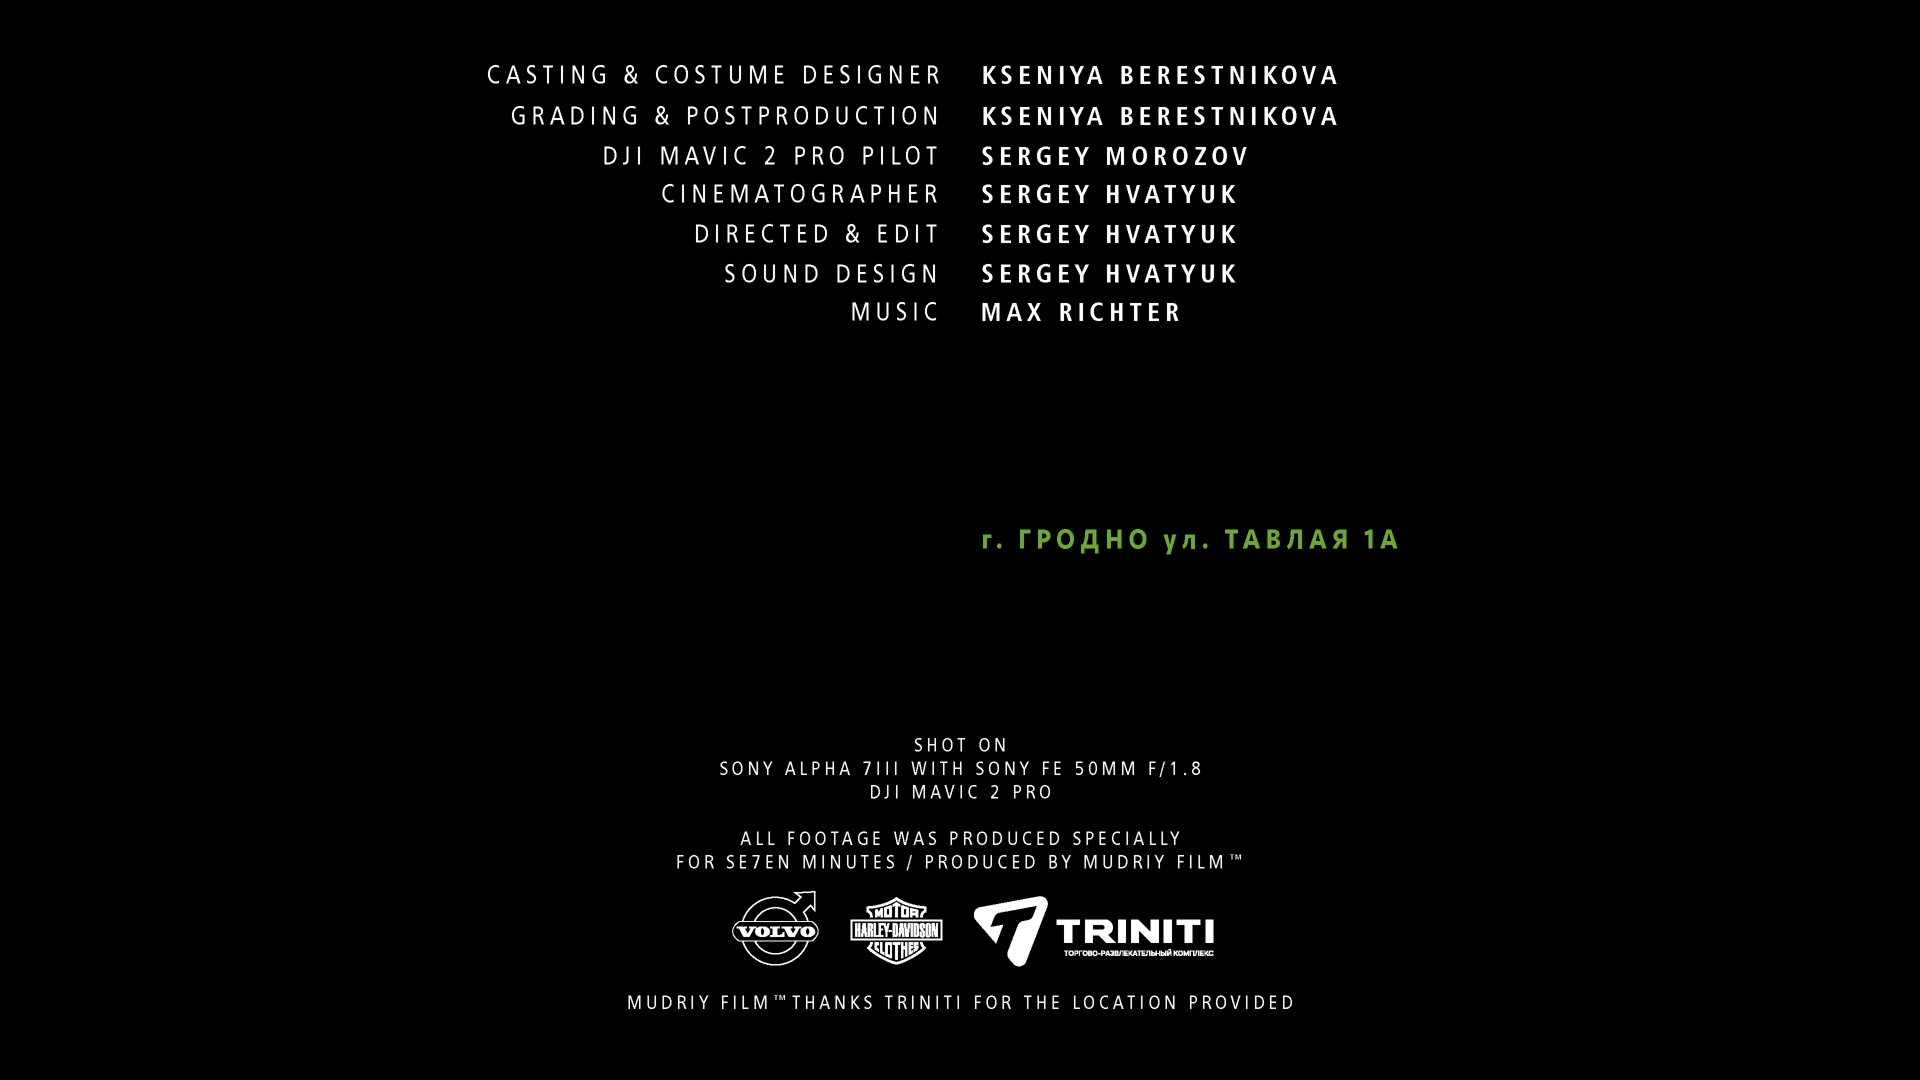 CASTING & COSTUME DESIGNER KSENIYA BERESTNIKOVA
GRADING & POSTPRODUCTION KSENIYA BERESTNIKOVA
DJI MAVIC 2 PRO PILOT SERGEY MOROZOV
CINEMATOGRAPHER SERGEY HVATYUK
DIRECTED & EDIT SERGEY HVATYUK
SOUND DESIGN SERGEY HVATYUK
MUSIC MAX RICHTER
г. ГРОДНО ул. ТАВЛАЯ 1А
SHOT ON
SONY ALPHA 7III WITH SONY FE 50MM F/1.8
DJI MAVIC 2 PRO
ALL FOOTAGE WAS PRODUCED SPECIALLY
FOR SE7EN MINUTES / PRODUCED BY MUDRIY FILM™
VOLVO
MOTOR
HARLEY-DAVIDSON
CLOTHES
TRINITI
ТОРГОВО-РАЗВЛЕКАТЕЛЬНЫЙ КОМПЛЕКС
MUDRIY FILM™ THANKS TRINITI FOR THE LOCATION PROVIDED